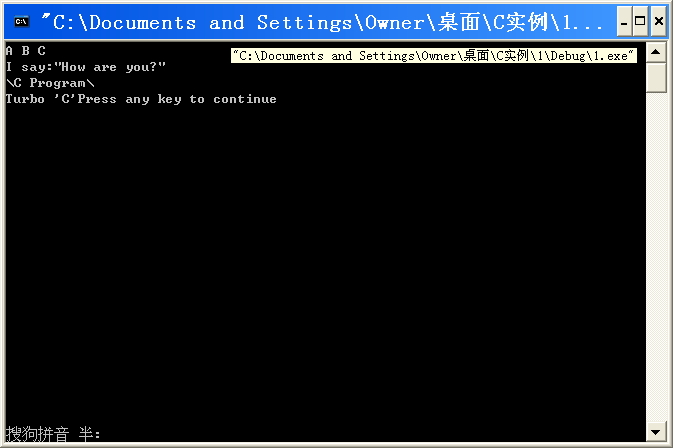 "C:\Documents and Settings\Owner\桌面\C实例\1...
A B C
"C:\Documents and Settings\Owner\桌面\C实例\1\Debug\1.exe"
I say:"How are you?"
\C Program\
Turbo 'C'Press any key to continue
搜狗拼音 半: